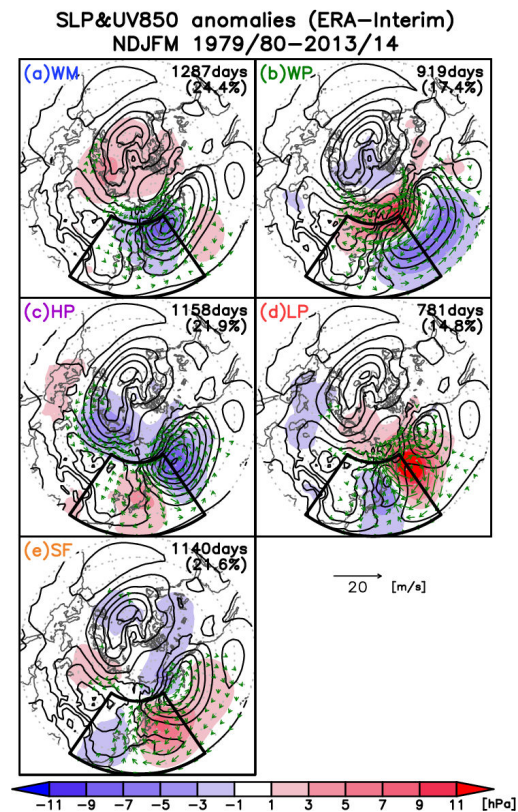 SLP&UV850 anomalies (ERA-Interim)
NDJFM 1979/80-2013/14
(a)WM 1287days
(24.4%)
(b)WP 919days
(17.4%)
(c)HP 1158days
(21.9%)
(d)LP 781days
(14.8%)
(e)SF 1140days
(21.6%)
20 [m/s]
-11 -9 -7 -5 -3 -1 1 3 5 7 9 11 [hPa]